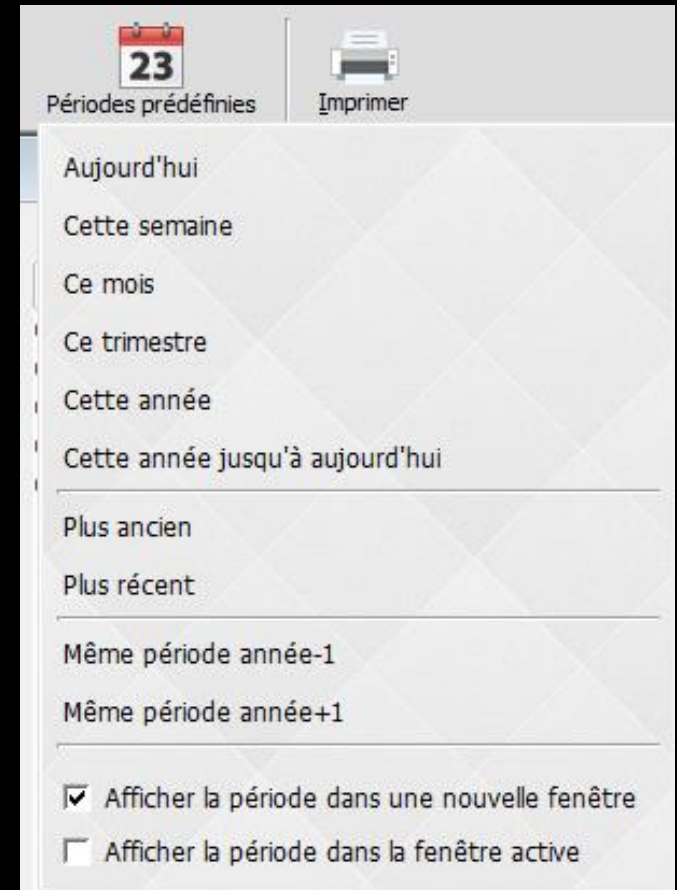 23
Périodes prédéfinies
Imprimer
Aujourd'hui
Cette semaine
Ce mois
Ce trimestre
Cette année
Cette année jusqu'à aujourd'hui
Plus ancien
Plus récent
Même période année-1
Même période année+1
Afficher la période dans une nouvelle fenêtre
Afficher la période dans la fenêtre active